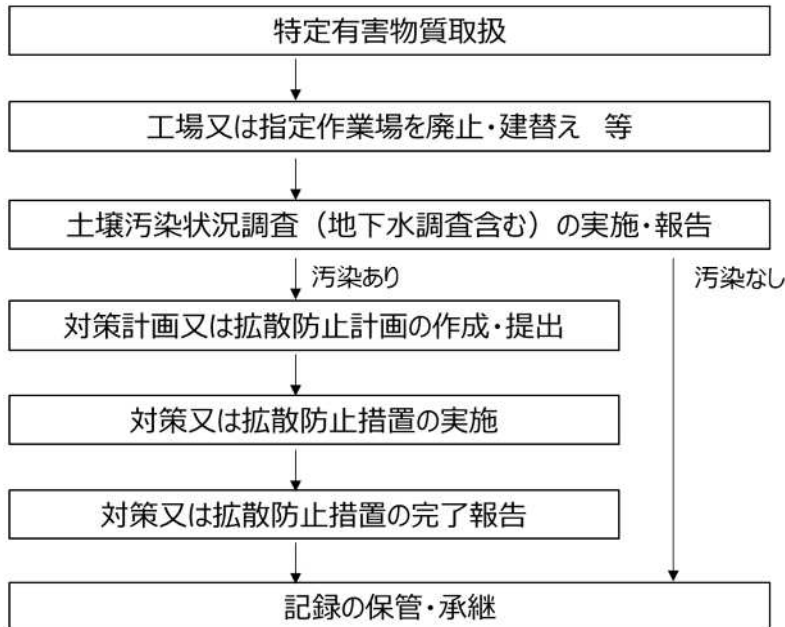 特定有害物質取扱
工場又は指定作業場を廃止・建替え　等
土壌汚染状況調査（地下水調査含む）の実施・報告
汚染あり
汚染なし
対策計画又は拡散防止計画の作成・提出
対策又は拡散防止措置の実施
対策又は拡散防止措置の完了報告
記録の保管・承継